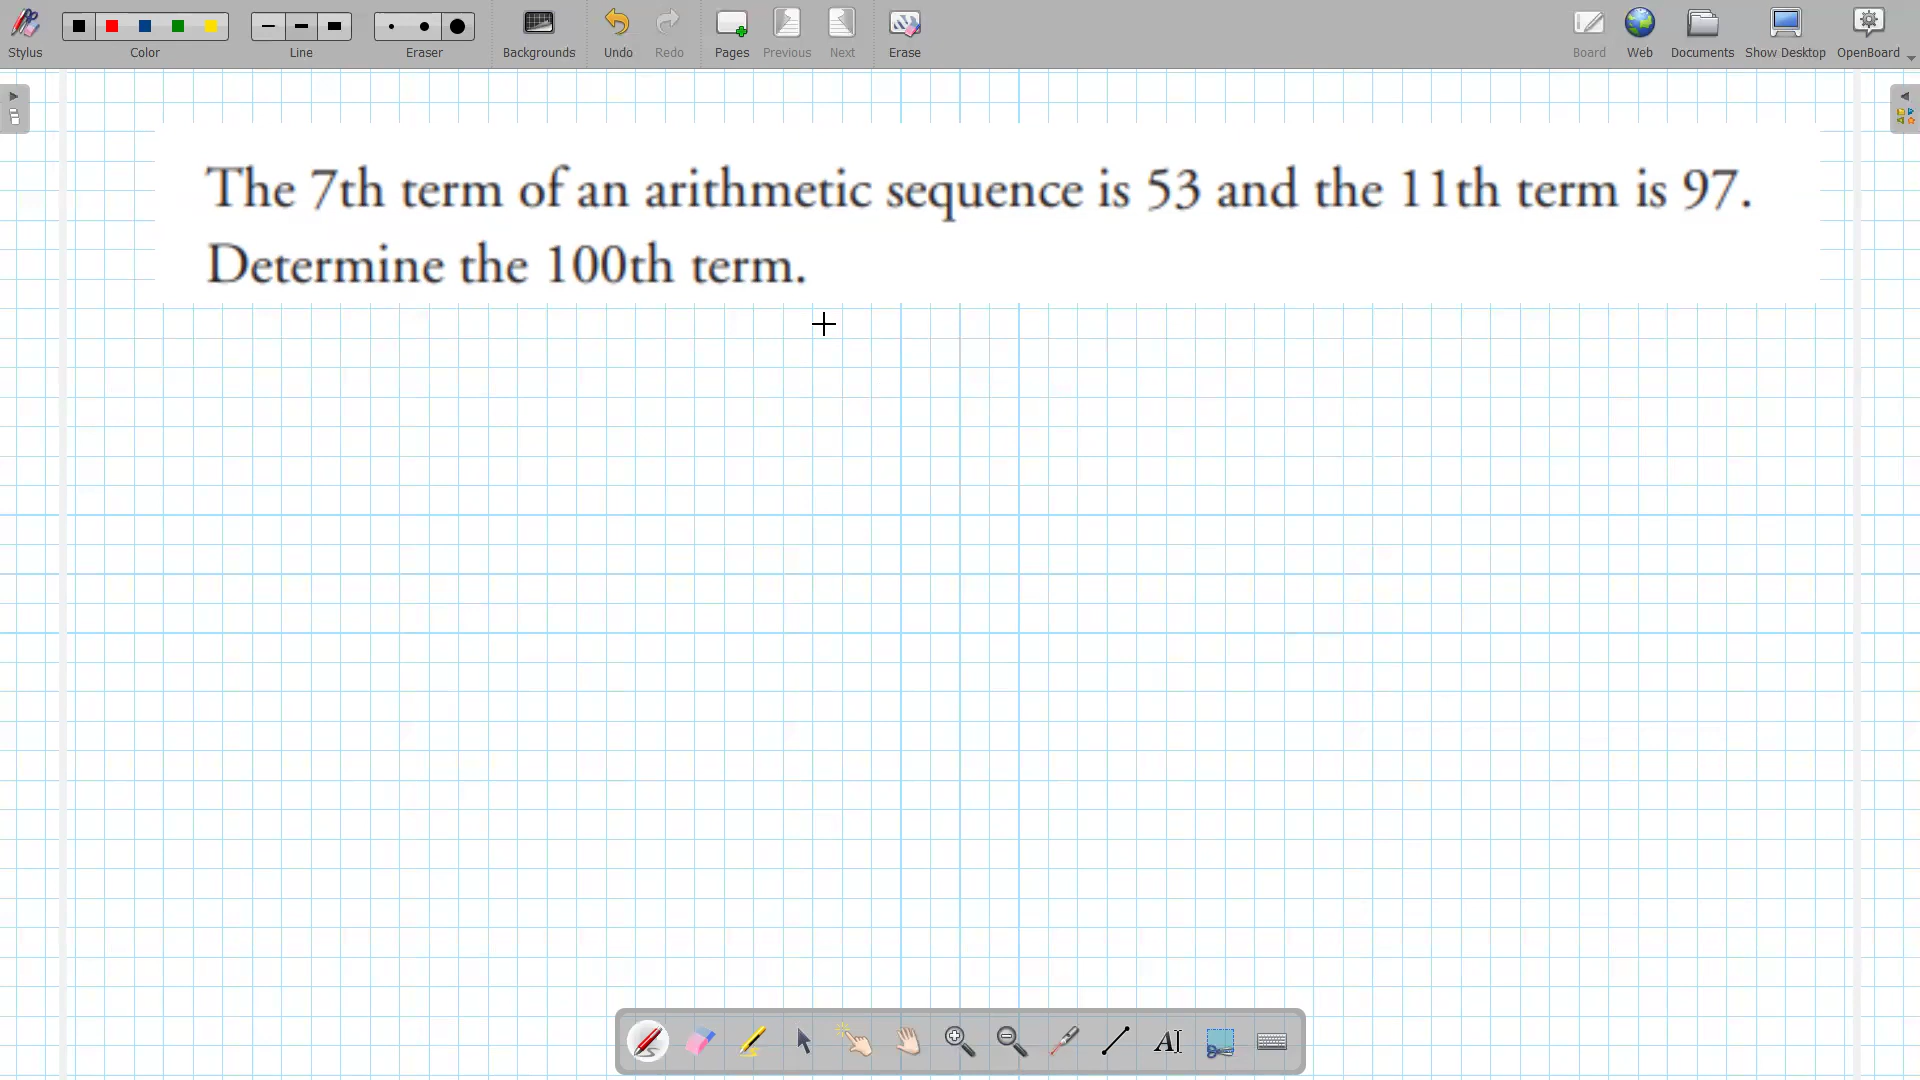 Stylus Color Line Eraser Backgrounds Undo Redo Pages Previous Next Erase Board Web Documents Show Desktop OpenBoard
The 7th term of an arithmetic sequence is 53 and the 11th term is 97.
Determine the 100th term.